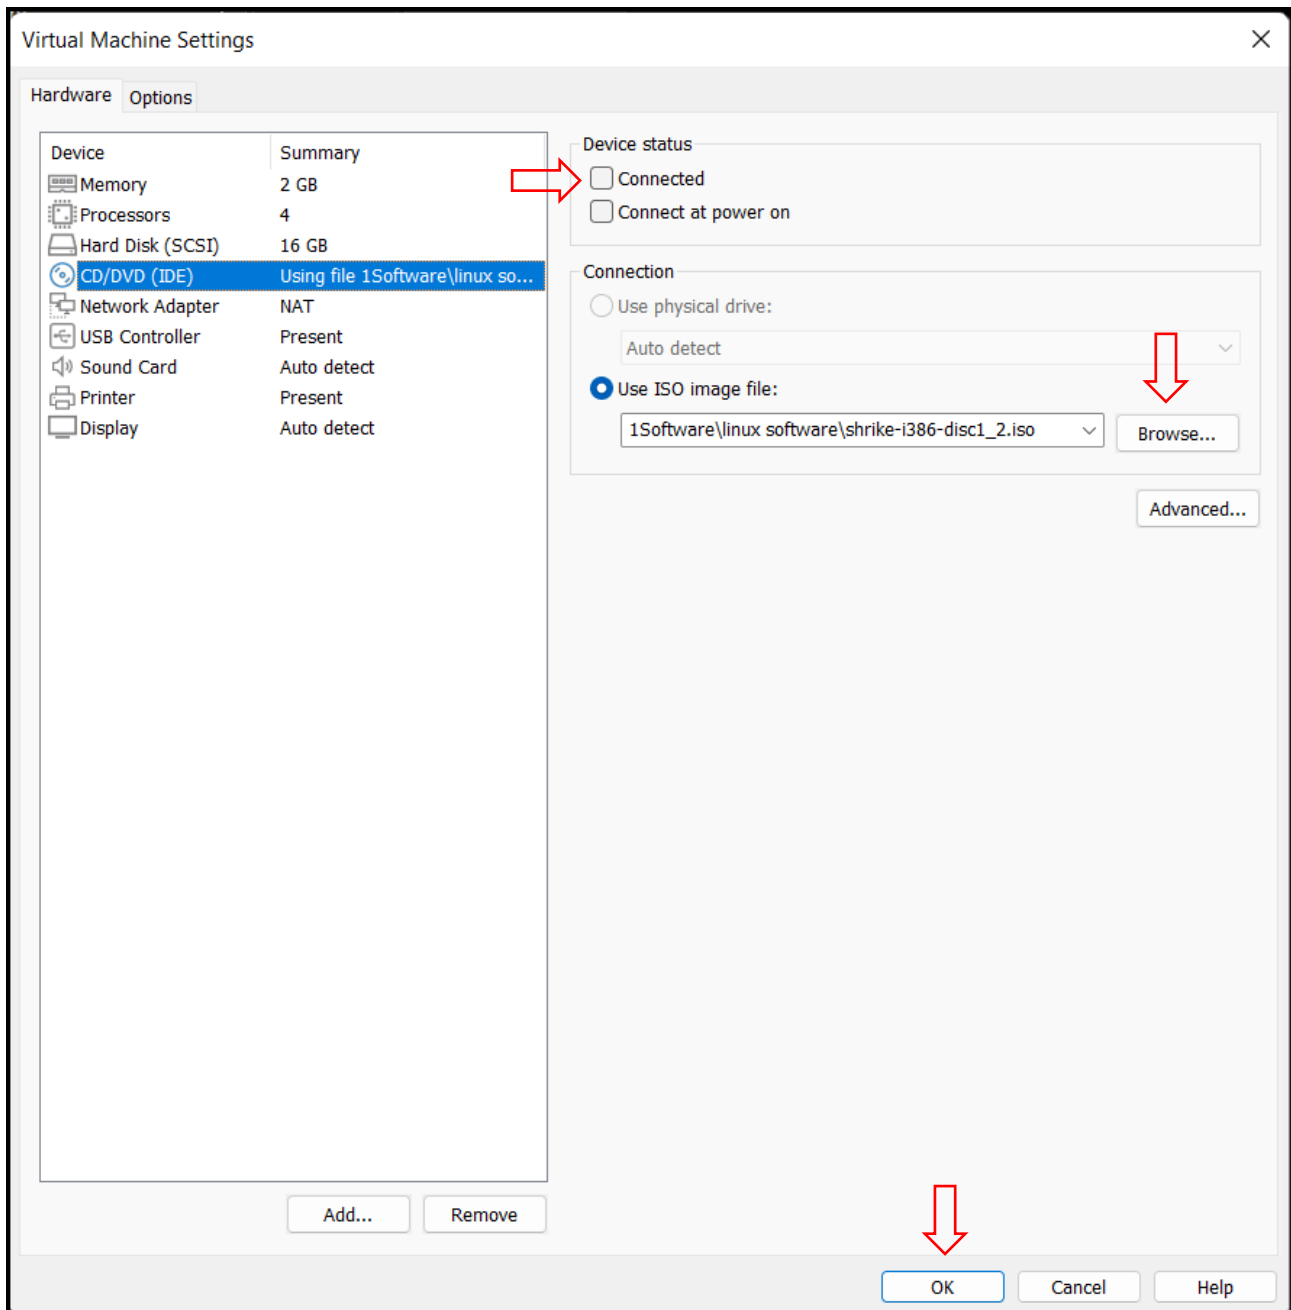 Virtual Machine Settings
Hardware Options
Device Summary
Memory 2 GB
Processors 4
Hard Disk (SCSI) 16 GB
CD/DVD (IDE) Using file 1Software\linux so...
Network Adapter NAT
USB Controller Present
Sound Card Auto detect
Printer Present
Display Auto detect
Add... Remove
Device status
Connected
Connect at power on
Connection
Use physical drive:
Auto detect
Use ISO image file:
1Software\linux software\shrike-i386-disc1_2.iso Browse...
Advanced...
OK Cancel Help